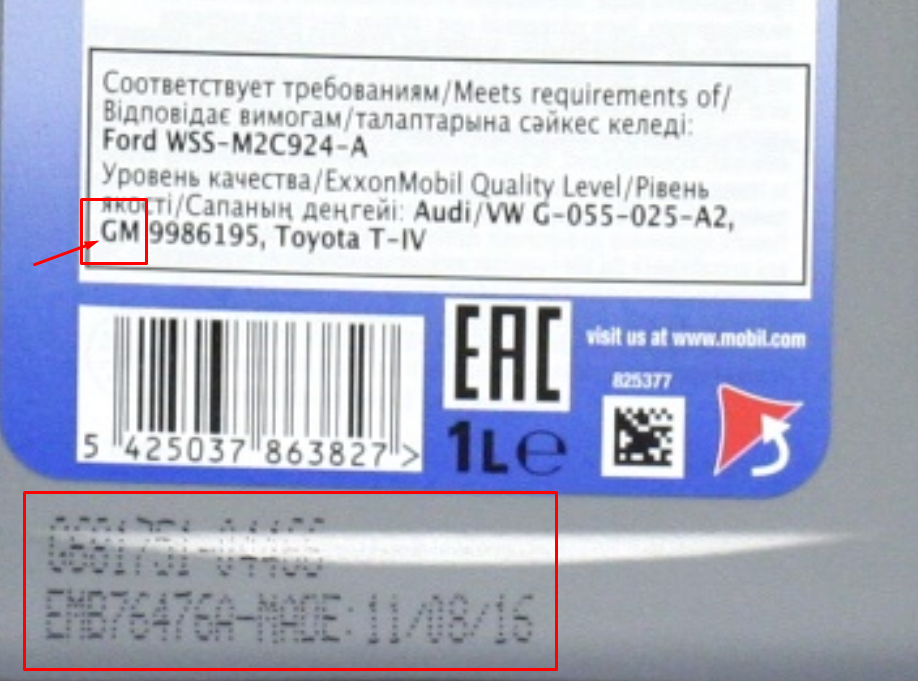 Соответствует требованиям/Meets requirements of/
Відповідає вимогам/талаптарына сәйкес келеді:
Ford WSS-M2C924-A
Уровень качества/ExxonMobil Quality Level/Рівень
якості/Сапаның деңгейі: Audi/VW G-055-025-A2,
GM 9986195, Toyota T-IV
EAC
visit us at www.mobil.com
825377
5 425037 863827 >
1L℮
EMB76476A-MADE: 11/08/16